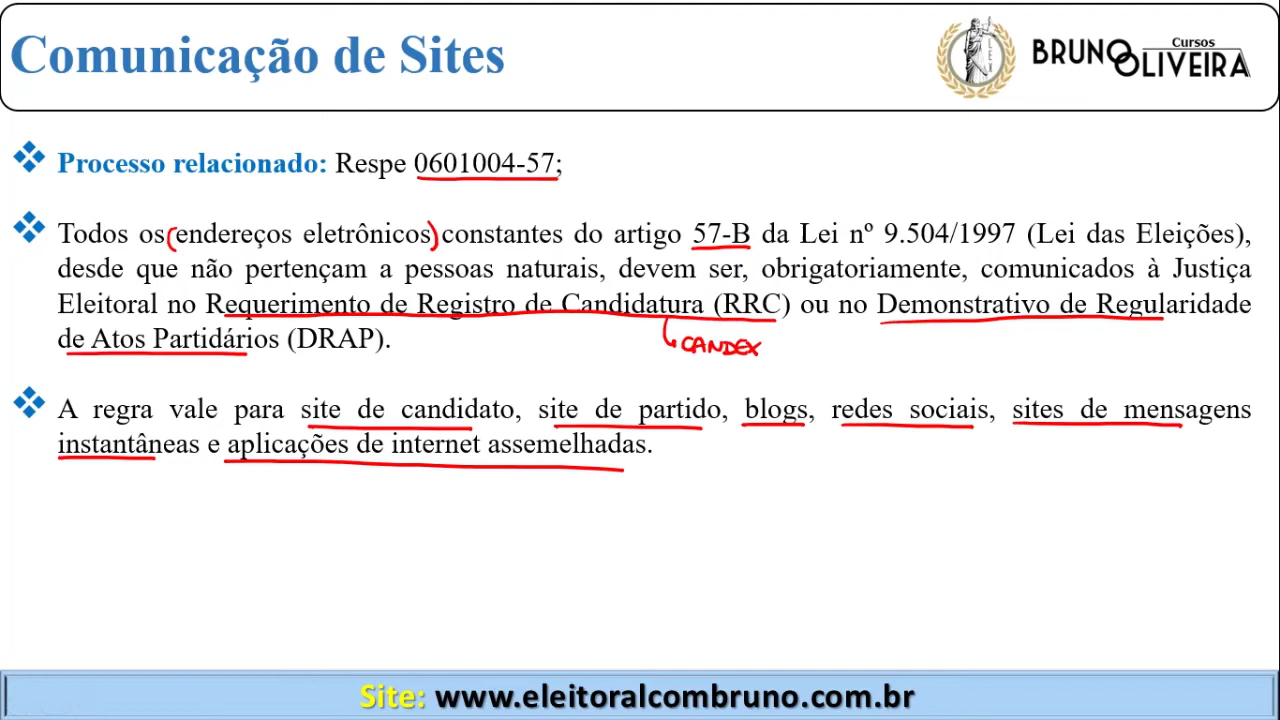 Comunicação de Sites
Cursos
BRUNO OLIVEIRA
LEX
Processo relacionado: Respe 0601004-57;
Todos os (endereços eletrônicos) constantes do artigo 57-B da Lei nº 9.504/1997 (Lei das Eleições),
desde que não pertençam a pessoas naturais, devem ser, obrigatoriamente, comunicados à Justiça
Eleitoral no Requerimento de Registro de Candidatura (RRC) ou no Demonstrativo de Regularidade
de Atos Partidários (DRAP).
CANDEX
A regra vale para site de candidato, site de partido, blogs, redes sociais, sites de mensagens
instantâneas e aplicações de internet assemelhadas.
Site: www.eleitoralcombruno.com.br